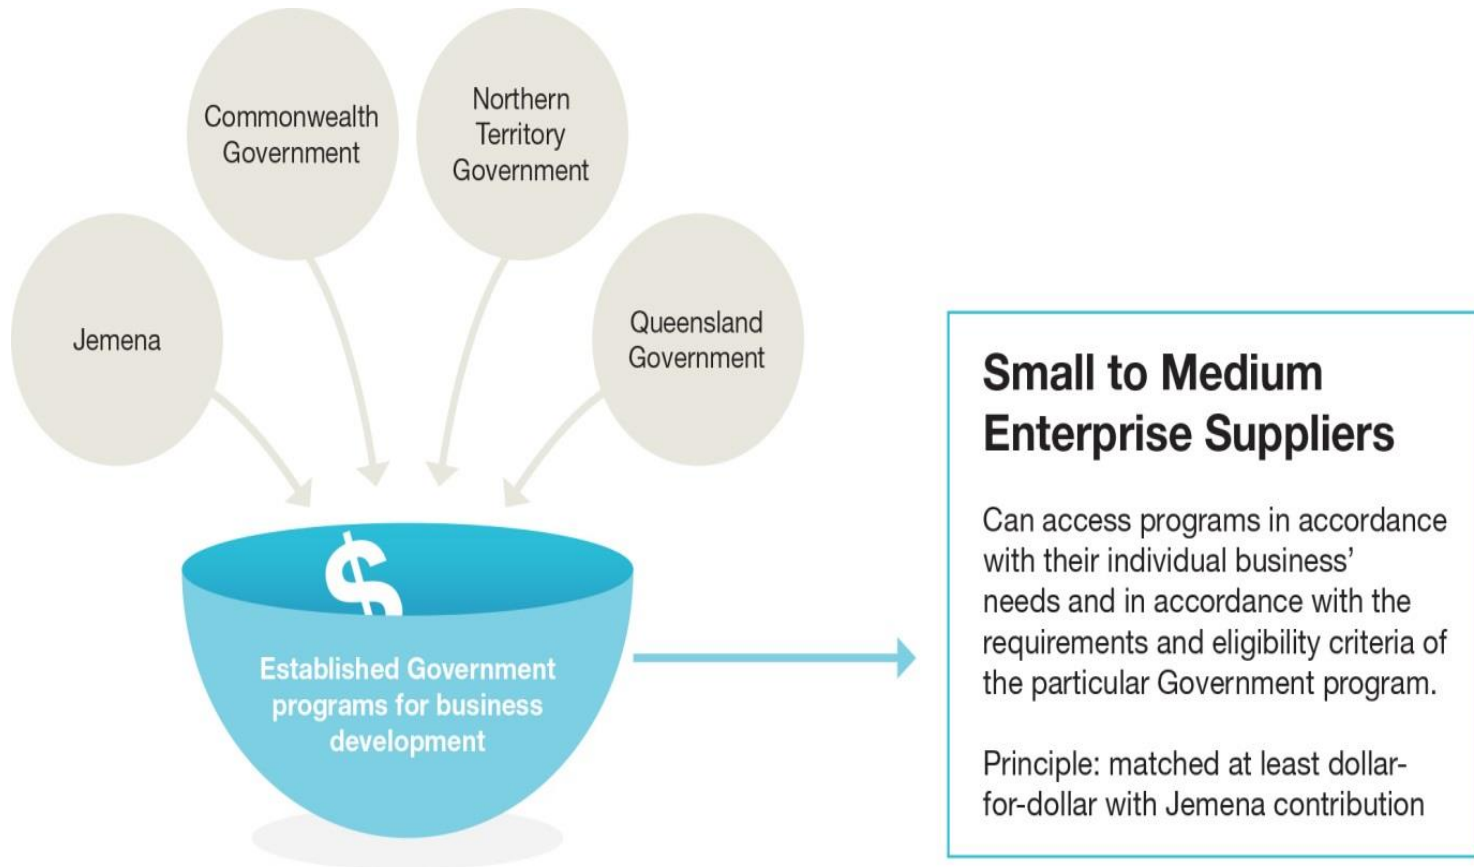 Commonwealth
Government
Northern
Territory
Government
Jemena
Queensland
Government
$
Established Government
programs for business
development
Small to Medium
Enterprise Suppliers
Can access programs in accordance
with their individual business’
needs and in accordance with the
requirements and eligibility criteria of
the particular Government program.
Principle: matched at least dollar-
for-dollar with Jemena contribution